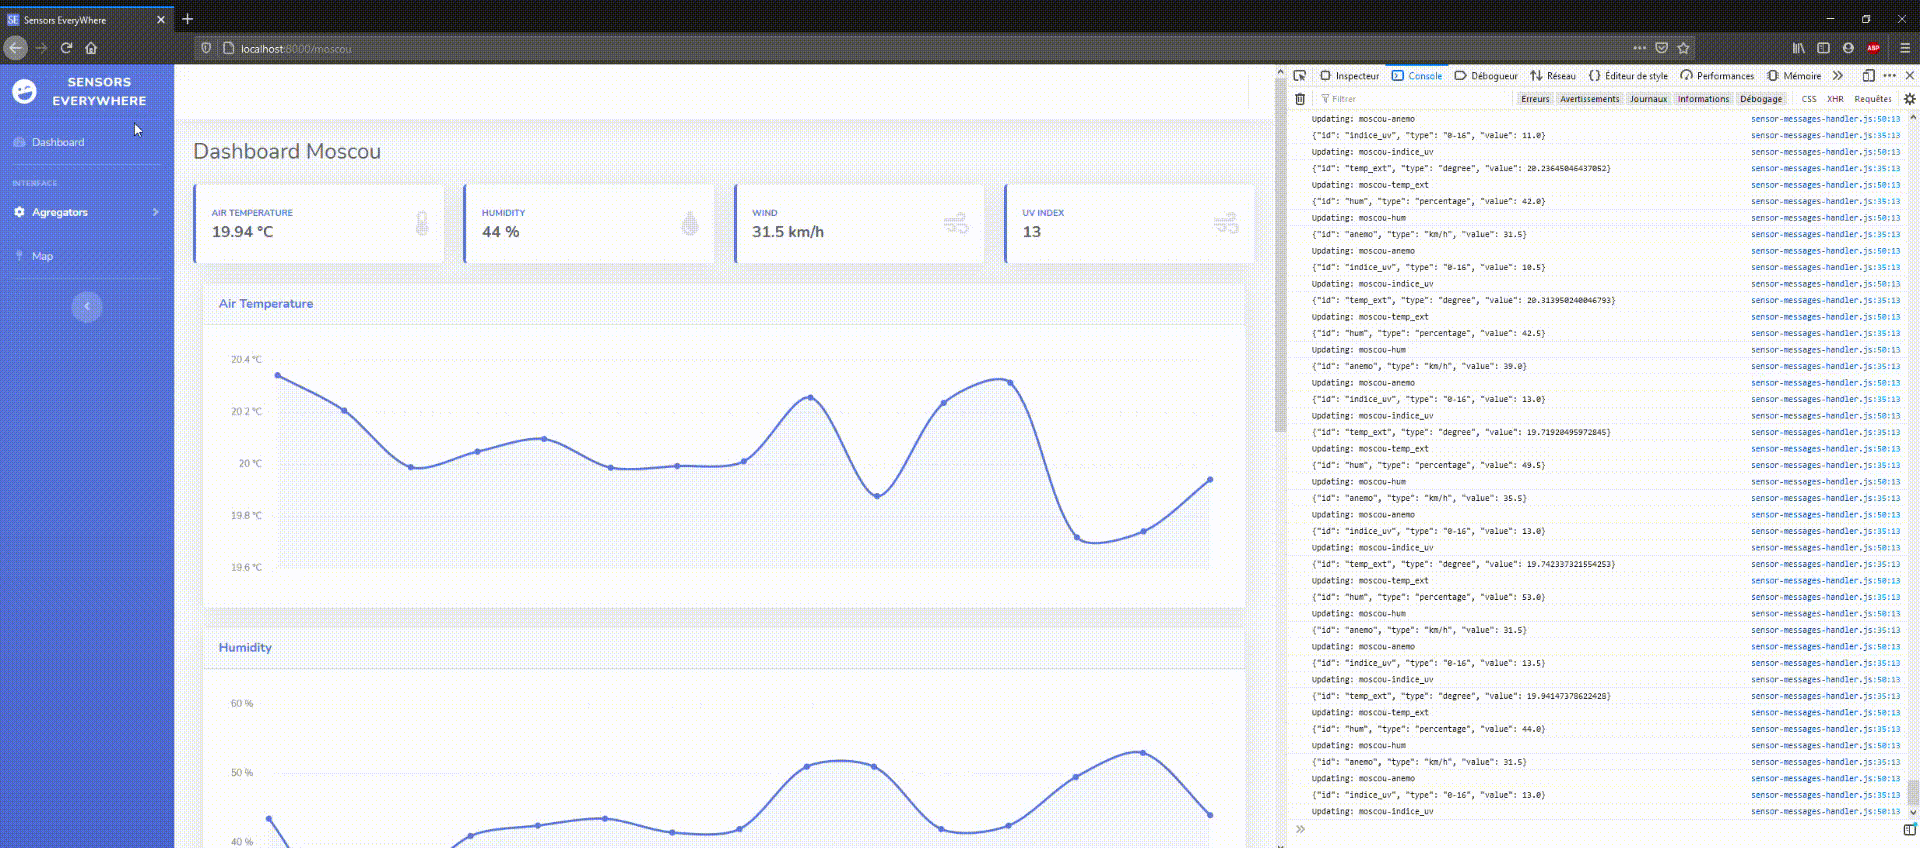 SE Sensors EveryWhere
localhost:8000/moscou
ABP
SENSORS
EVERYWHERE
Dashboard
INTERFACE
Agregators
Map
Dashboard Moscou
AIR TEMPERATURE
19.94 °C
HUMIDITY
44 %
WIND
31.5 km/h
UV INDEX
13
Air Temperature
20.4 °C
20.2 °C
20 °C
19.8 °C
19.6 °C
Humidity
60 %
50 %
40 %
Inspecteur Console Débogueur Réseau Éditeur de style Performances Mémoire
Filtrer
Erreurs Avertissements Journaux Informations Débogage CSS XHR Requêtes
Updating: moscou-anemo sensor-messages-handler.js:50:13
{"id": "indice_uv", "type": "0-16", "value": 11.0} sensor-messages-handler.js:35:13
Updating: moscou-indice_uv sensor-messages-handler.js:50:13
{"id": "temp_ext", "type": "degree", "value": 20.23645046437052} sensor-messages-handler.js:35:13
Updating: moscou-temp_ext sensor-messages-handler.js:50:13
{"id": "hum", "type": "percentage", "value": 42.0} sensor-messages-handler.js:35:13
Updating: moscou-hum sensor-messages-handler.js:50:13
{"id": "anemo", "type": "km/h", "value": 31.5} sensor-messages-handler.js:35:13
Updating: moscou-anemo sensor-messages-handler.js:50:13
{"id": "indice_uv", "type": "0-16", "value": 10.5} sensor-messages-handler.js:35:13
Updating: moscou-indice_uv sensor-messages-handler.js:50:13
{"id": "temp_ext", "type": "degree", "value": 20.313950240046793} sensor-messages-handler.js:35:13
Updating: moscou-temp_ext sensor-messages-handler.js:50:13
{"id": "hum", "type": "percentage", "value": 42.5} sensor-messages-handler.js:35:13
Updating: moscou-hum sensor-messages-handler.js:50:13
{"id": "anemo", "type": "km/h", "value": 39.0} sensor-messages-handler.js:35:13
Updating: moscou-anemo sensor-messages-handler.js:50:13
{"id": "indice_uv", "type": "0-16", "value": 13.0} sensor-messages-handler.js:35:13
Updating: moscou-indice_uv sensor-messages-handler.js:50:13
{"id": "temp_ext", "type": "degree", "value": 19.71920495972845} sensor-messages-handler.js:35:13
Updating: moscou-temp_ext sensor-messages-handler.js:50:13
{"id": "hum", "type": "percentage", "value": 49.5} sensor-messages-handler.js:35:13
Updating: moscou-hum sensor-messages-handler.js:50:13
{"id": "anemo", "type": "km/h", "value": 35.5} sensor-messages-handler.js:35:13
Updating: moscou-anemo sensor-messages-handler.js:50:13
{"id": "indice_uv", "type": "0-16", "value": 13.0} sensor-messages-handler.js:35:13
Updating: moscou-indice_uv sensor-messages-handler.js:50:13
{"id": "temp_ext", "type": "degree", "value": 19.742337321554253} sensor-messages-handler.js:35:13
Updating: moscou-temp_ext sensor-messages-handler.js:50:13
{"id": "hum", "type": "percentage", "value": 53.0} sensor-messages-handler.js:35:13
Updating: moscou-hum sensor-messages-handler.js:50:13
{"id": "anemo", "type": "km/h", "value": 31.5} sensor-messages-handler.js:35:13
Updating: moscou-anemo sensor-messages-handler.js:50:13
{"id": "indice_uv", "type": "0-16", "value": 13.5} sensor-messages-handler.js:35:13
Updating: moscou-indice_uv sensor-messages-handler.js:50:13
{"id": "temp_ext", "type": "degree", "value": 19.94147378622428} sensor-messages-handler.js:35:13
Updating: moscou-temp_ext sensor-messages-handler.js:50:13
{"id": "hum", "type": "percentage", "value": 44.0} sensor-messages-handler.js:35:13
Updating: moscou-hum sensor-messages-handler.js:50:13
{"id": "anemo", "type": "km/h", "value": 31.5} sensor-messages-handler.js:35:13
Updating: moscou-anemo sensor-messages-handler.js:50:13
{"id": "indice_uv", "type": "0-16", "value": 13.0} sensor-messages-handler.js:35:13
Updating: moscou-indice_uv sensor-messages-handler.js:50:13